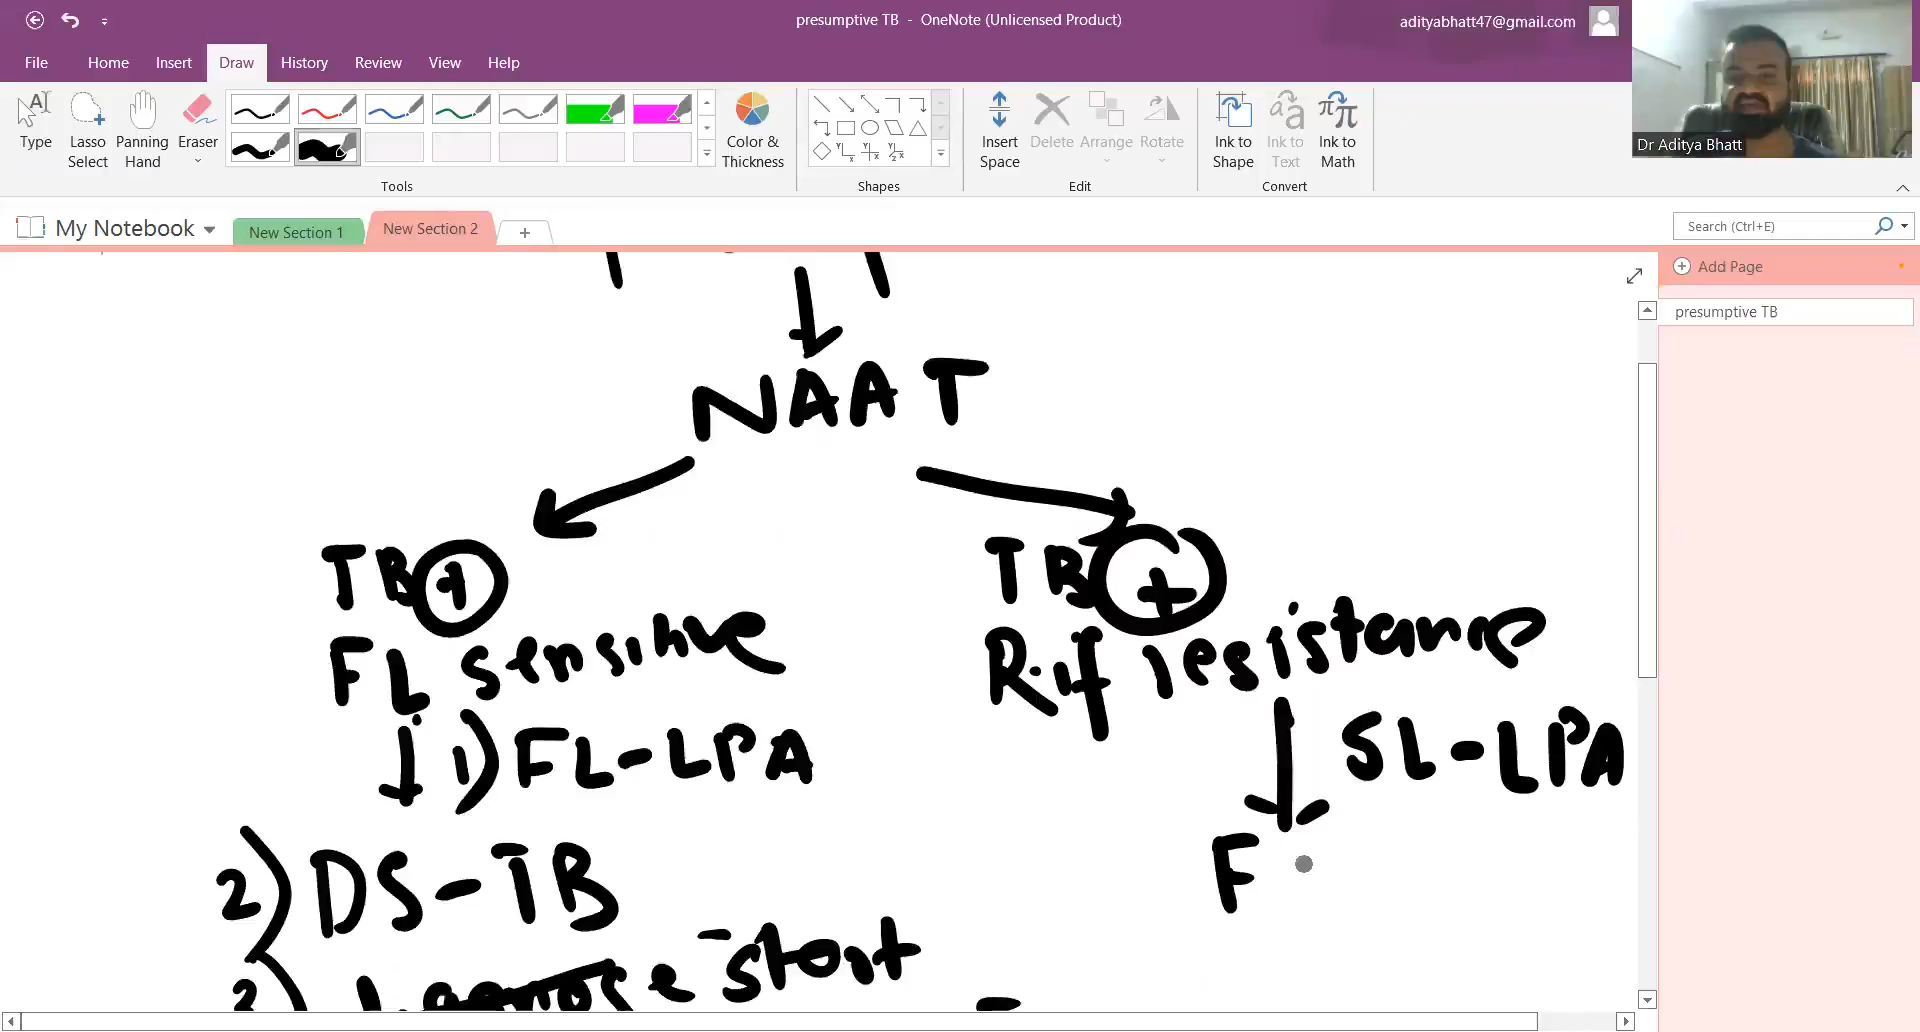 presumptive TB - OneNote (Unlicensed Product)
adityabhatt47@gmail.com
File Home Insert Draw History Review View Help
Type
Lasso Select
Panning Hand
Eraser
Color & Thickness
Insert Space
Delete
Arrange
Rotate
Ink to Shape
Ink to Text
Ink to Math
Tools Shapes Edit Convert
Dr Aditya Bhatt
My Notebook
New Section 1
New Section 2
Search (Ctrl+E)
Add Page
presumptive TB
NAAT
TB +
FL sensitive
1) FL-LPA
2) DS-TB
3)
start
TB +
Rif resistance
SL-LPA
F